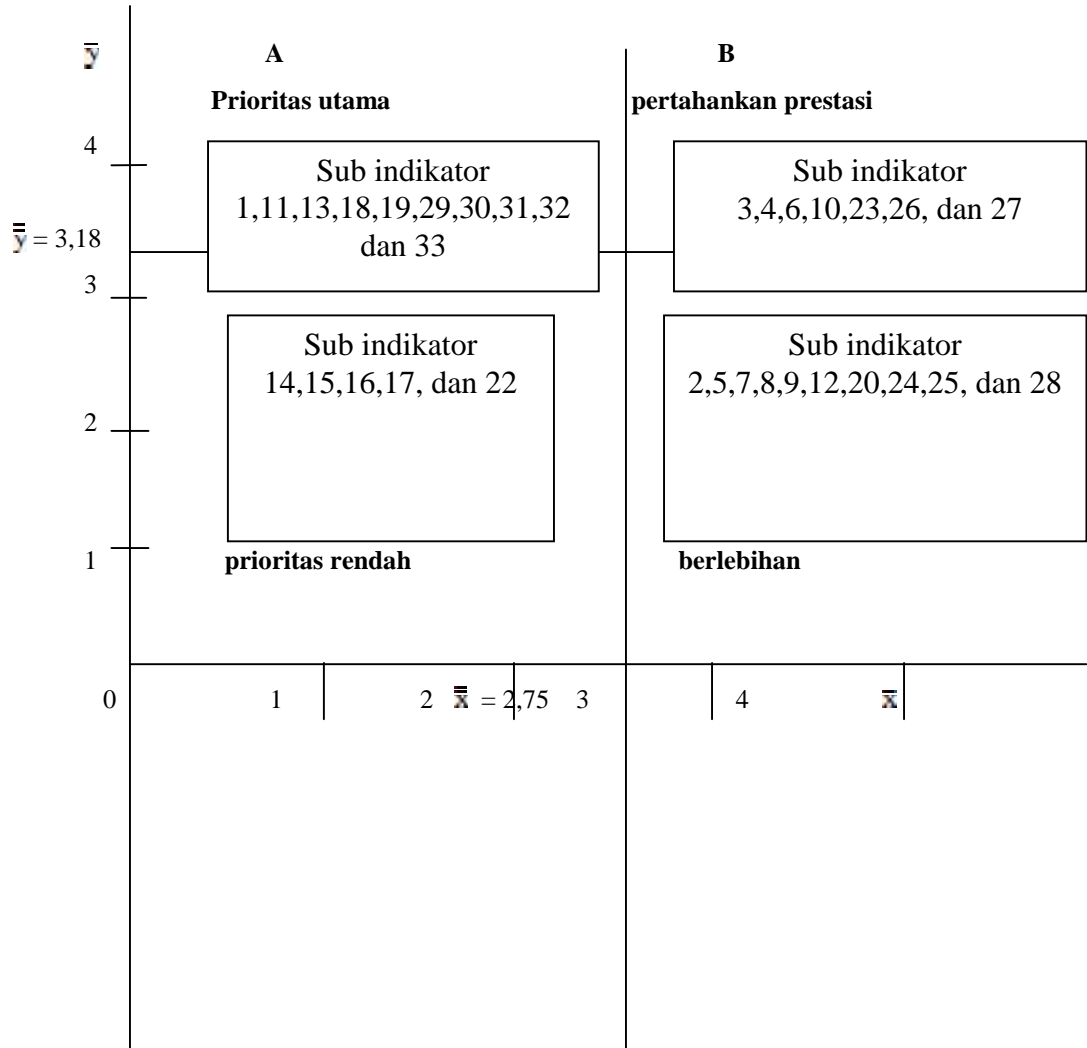 y̅
A
B
Prioritas utama
pertahankan prestasi
4
Sub indikator
1,11,13,18,19,29,30,31,32
dan 33
Sub indikator
3,4,6,10,23,26, dan 27
y̿ = 3,18
3
Sub indikator
14,15,16,17, dan 22
Sub indikator
2,5,7,8,9,12,20,24,25, dan 28
2
1
prioritas rendah
berlebihan
0 1 2 x̿ = 2,75 3 4 x̅